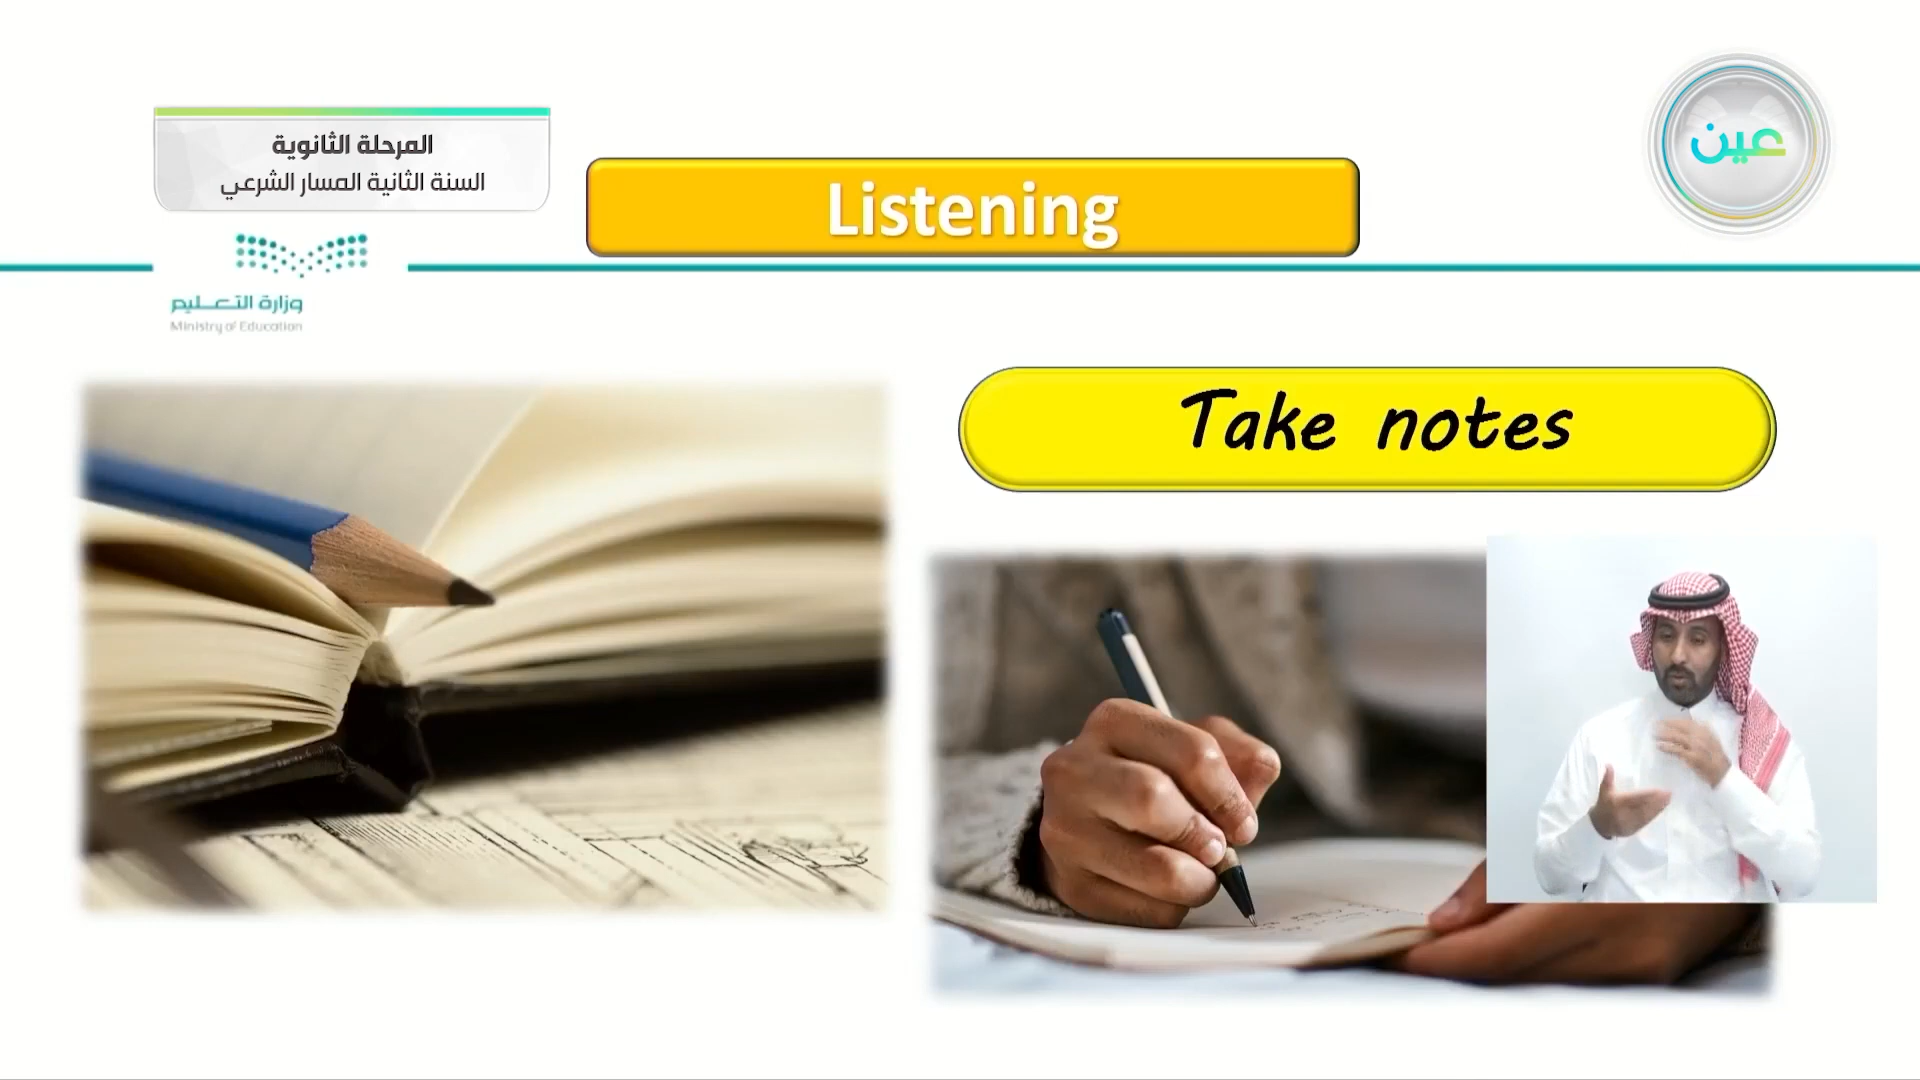 المرحلة الثانوية
السنة الثانية المسار الشرعي
عين
Listening
وزارة التعليم
Ministry of Education
Take notes